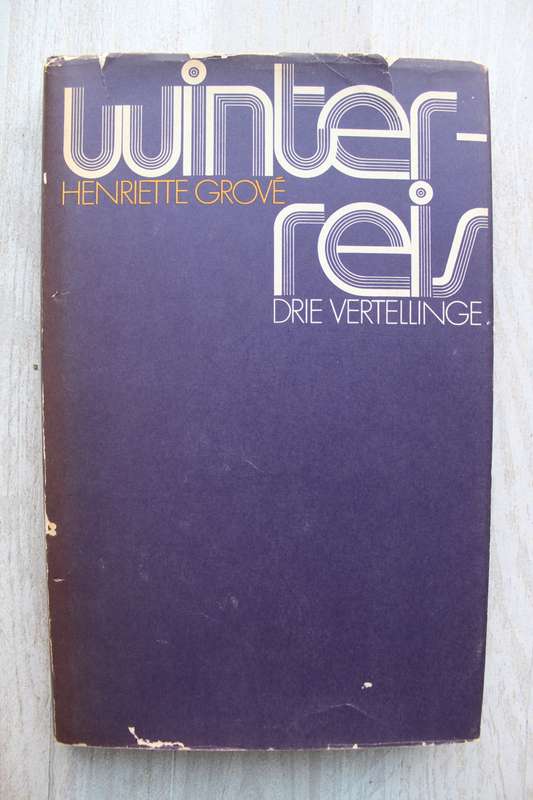 winter-
HENRIETTE GROVÉ
reis
DRIE VERTELLINGE